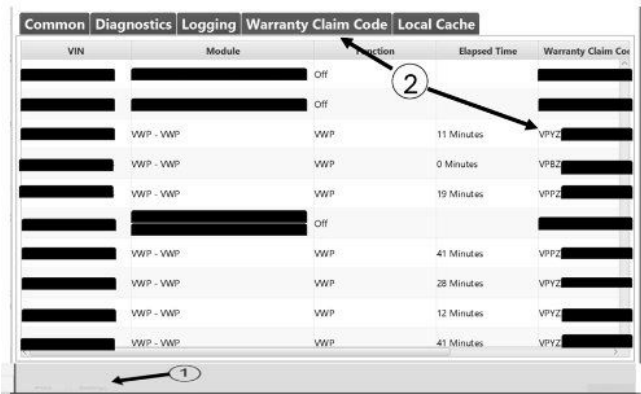 Common Diagnostics Logging Warranty Claim Code Local Cache
VIN Module Function Elapsed Time Warranty Claim Co
Off
2
Off
VWP - VWP VWP 11 Minutes VPYZ
VWP - VWP VWP 0 Minutes VPBZ
VWP - VWP VWP 19 Minutes VPPZ
Off
VWP - VWP VWP 41 Minutes VPPZ
VWP - VWP VWP 28 Minutes VPYZ
VWP - VWP VWP 12 Minutes VPYZ
VWP - VWP VWP 41 Minutes VPYZ
1